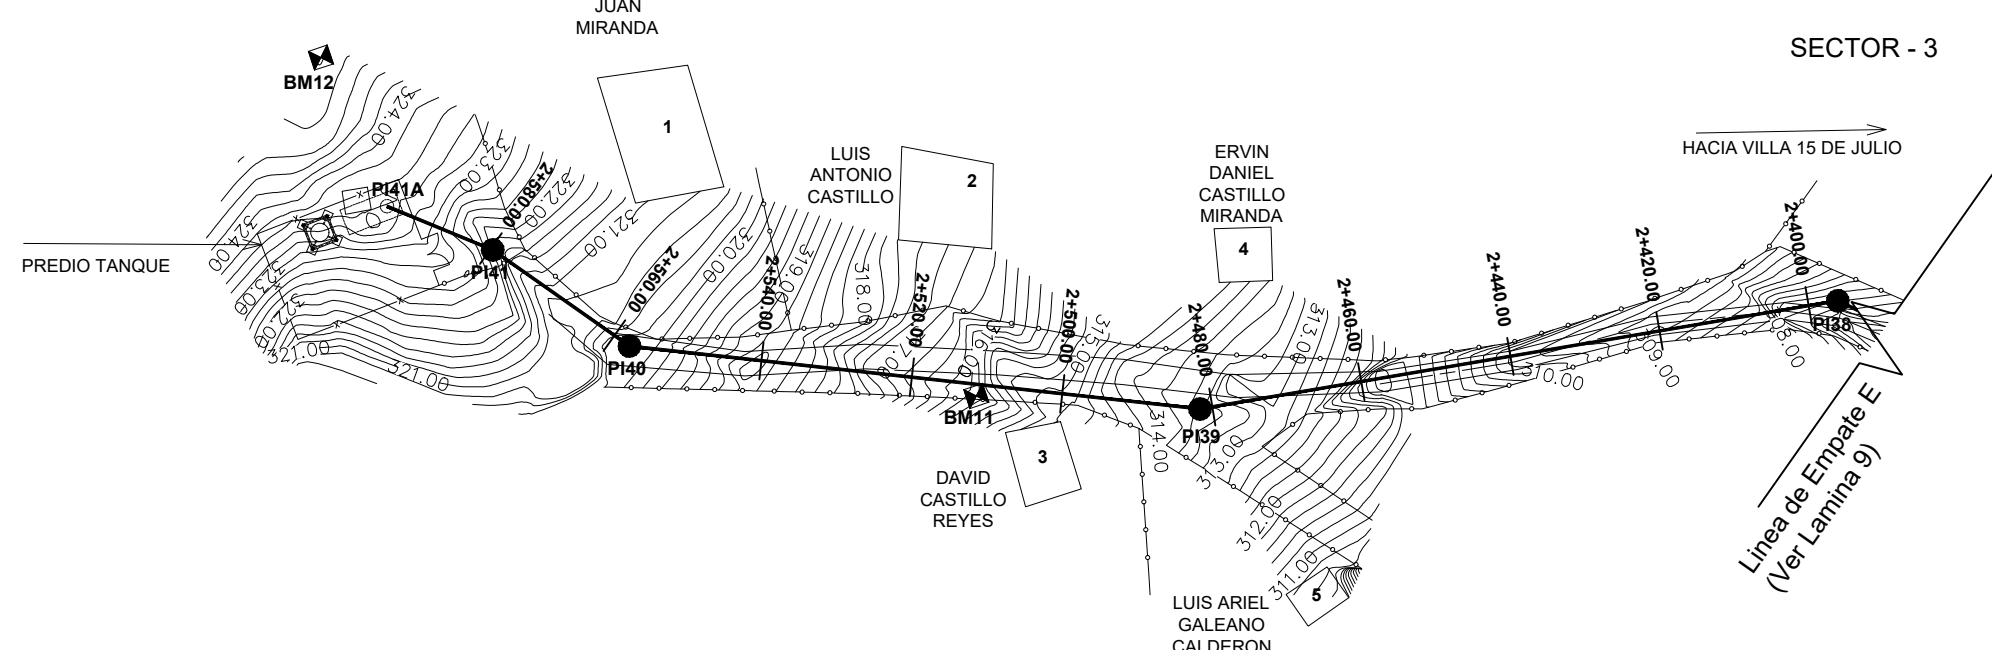 JUAN
MIRANDA
SECTOR - 3
BM12
324.00
1
HACIA VILLA 15 DE JULIO
LUIS
ANTONIO
CASTILLO
2
ERVIN
DANIEL
CASTILLO
MIRANDA
4
323.00
2+580.00
322.00
321.00
PI41A
324.00
PREDIO TANQUE
PI41
323.00
322.00
321.00
321.00
2+560.00
320.00
2+540.00
319.00
318.00
2+520.00
2+500.00
2+480.00
313.00
2+460.00
2+440.00
2+420.00
2+400.00
PI40
BM11
PI39
PI38
3
DAVID
CASTILLO
REYES
314.00
313.00
312.00
311.00
5
LUIS ARIEL
GALEANO
CALDERON
Linea de Empate E
(Ver Lamina 9)